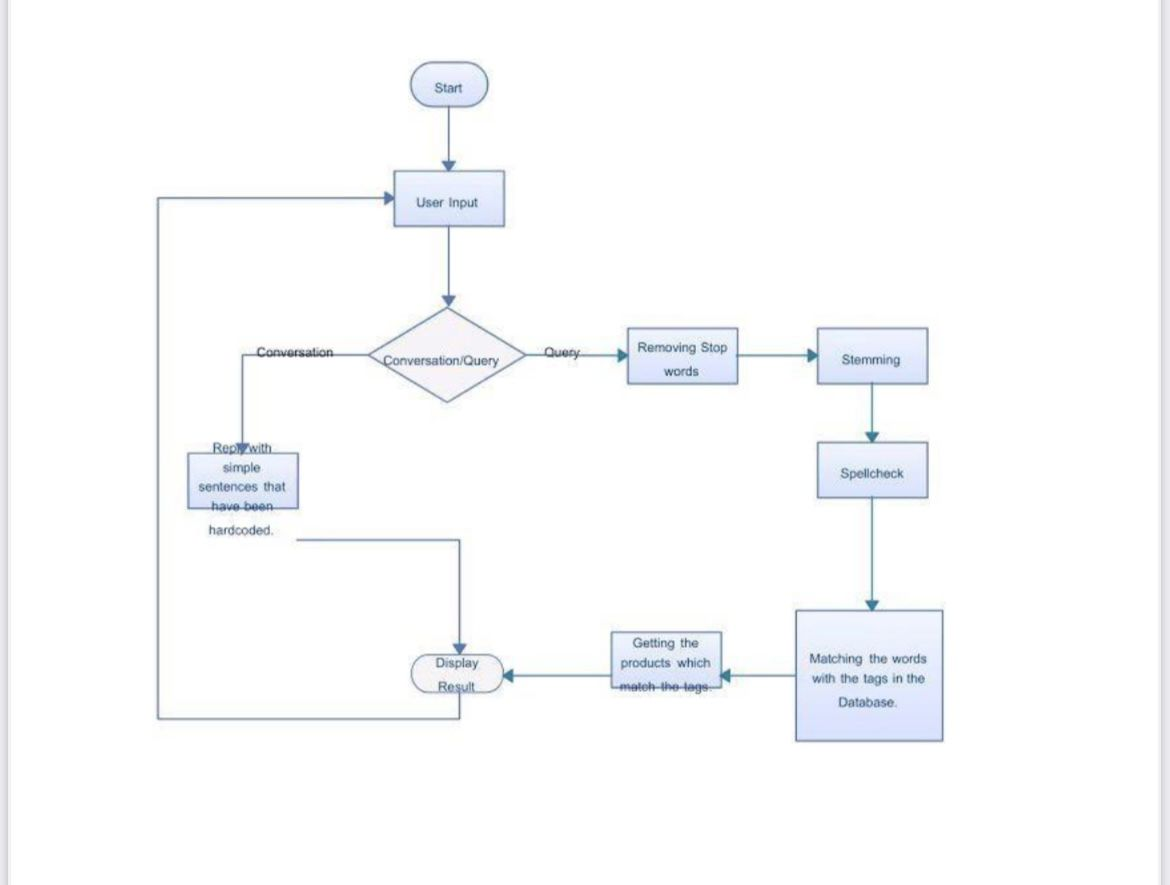 Start
User Input
Conversation
Conversation/Query
Query
Removing Stop
words
Stemming
Reply with
simple
sentences that
have been
hardcoded.
Spellcheck
Matching the words
with the tags in the
Database.
Getting the
products which
match the tags.
Display
Result